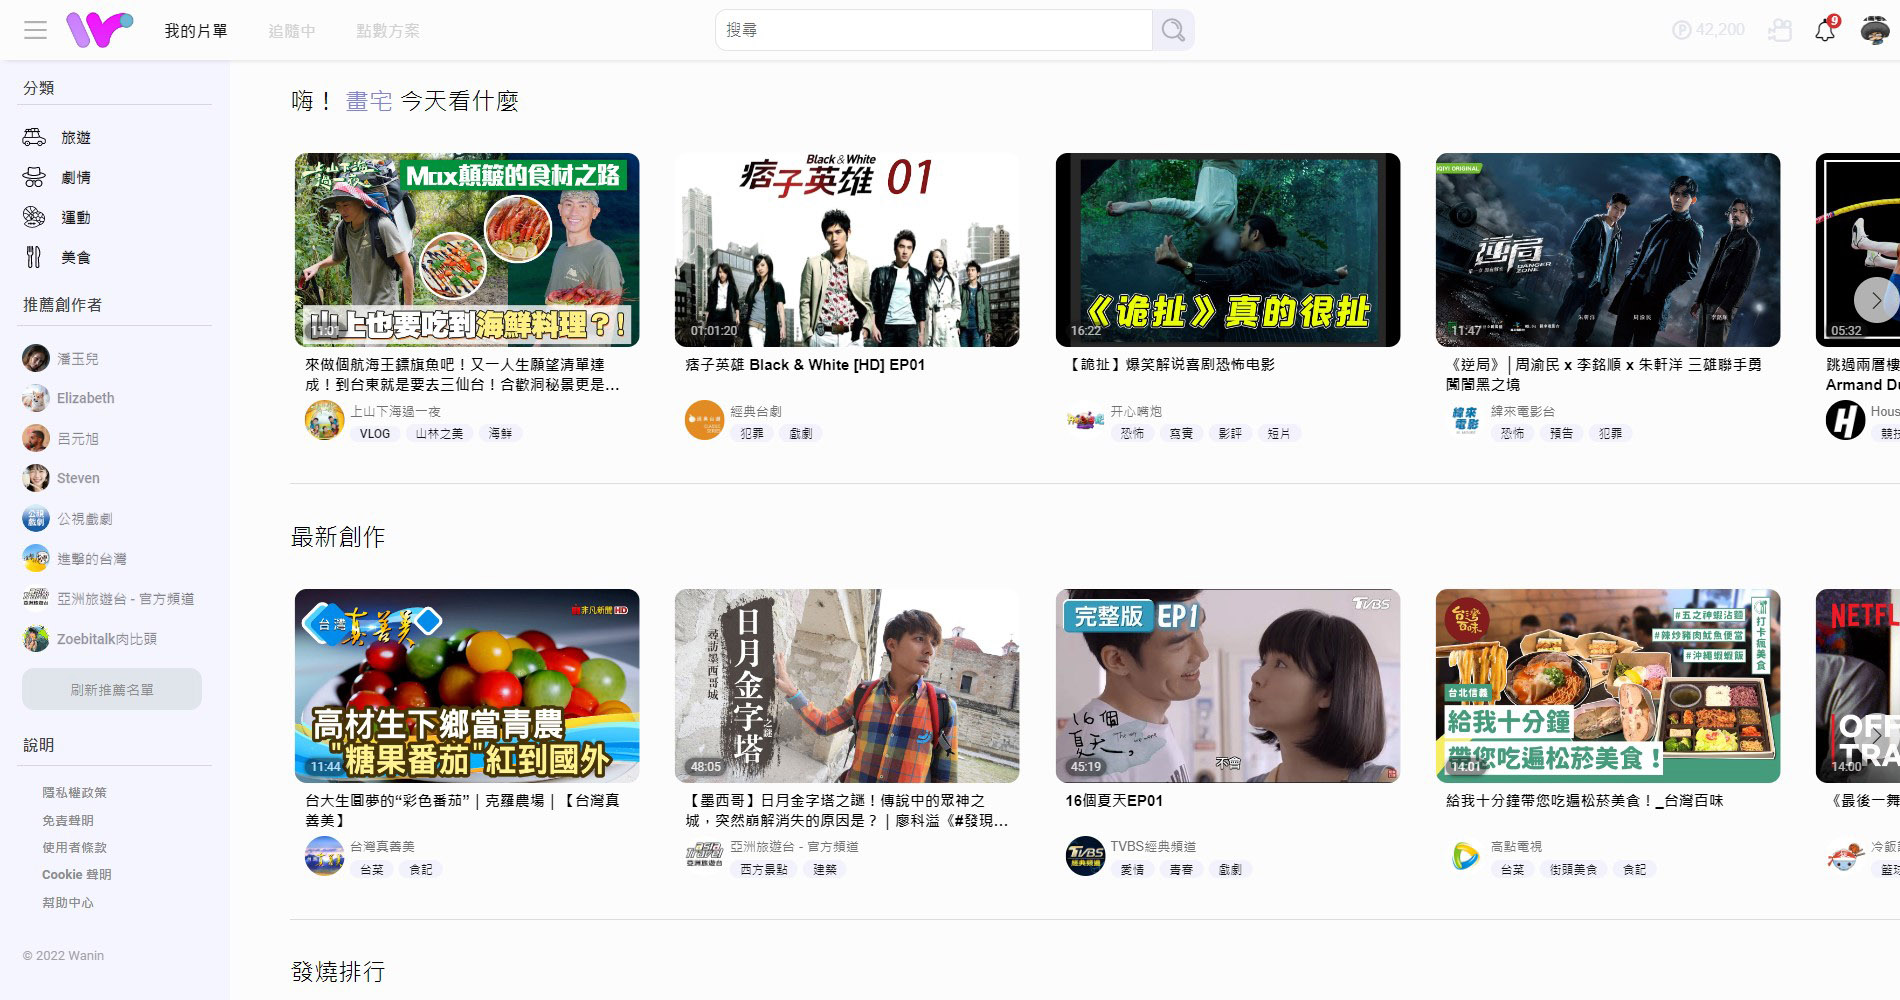 我的片單
追隨中
點數方案
搜尋
42,200
9
分類
旅遊
劇情
運動
美食
推薦創作者
潘玉兒
Elizabeth
呂元旭
Steven
公視戲劇
進擊的台灣
亞洲旅遊台 - 官方頻道
Zoebitalk肉比頭
刷新推薦名單
說明
隱私權政策
免責聲明
使用者條款
Cookie 聲明
幫助中心
© 2022 Wanin
嗨！ 畫宅 今天看什麼
Max顛簸的食材之路
山上也要吃到海鮮料理？！
11:01
來做個航海王鏢旗魚吧！又一人生願望清單達
成！到台東就是要去三仙台！合歡洞秘景更是...
上山下海過一夜
VLOG
山林之美
海鮮
Black & White
痞子英雄 01
01:01:20
痞子英雄 Black & White [HD] EP01
經典台劇
犯罪
戲劇
《诡扯》真的很扯
16:22
【詭扯】爆笑解说喜剧恐怖电影
开心嘴炮
恐怖
寫實
影評
短片
iQIYI ORIGINAL
逆局
DANGER ZONE
11:47
《逆局》│周渝民 x 李銘順 x 朱軒洋 三雄聯手勇
闖闇黑之境
緯來電影
緯來電影台
恐怖
預告
犯罪
05:32
跳過兩層樓
Armand Du
Hous
競技
最新創作
台灣真善美
非凡新聞HD
高材生下鄉當青農
"糖果番茄"紅到國外
11:44
台大生圓夢的“彩色番茄”｜克羅農場｜【台灣真
善美】
台灣真善美
台菜
食記
日月金字塔之謎
尋訪墨西哥城
48:05
【墨西哥】日月金字塔之謎！傳說中的眾神之
城，突然崩解消失的原因是？｜廖科溢《#發現...
亞洲旅遊台 - 官方頻道
西方景點
建築
完整版 EP1
TVBS
16個夏天
不會
45:19
16個夏天EP01
TVBS經典頻道
愛情
青春
戲劇
台灣百味
#五之神蝦沾麵
#辣炒豬肉魷魚便當
#沖繩蝦蝦飯
打卡瘋美食
台北信義
給我十分鐘
帶您吃遍松菸美食！
14:01
給我十分鐘帶您吃遍松菸美食！_台灣百味
高點電視
台菜
街頭美食
食記
NETFL
OFF
TRA
14:00
《最後一舞
冷飯
籃球
發燒排行